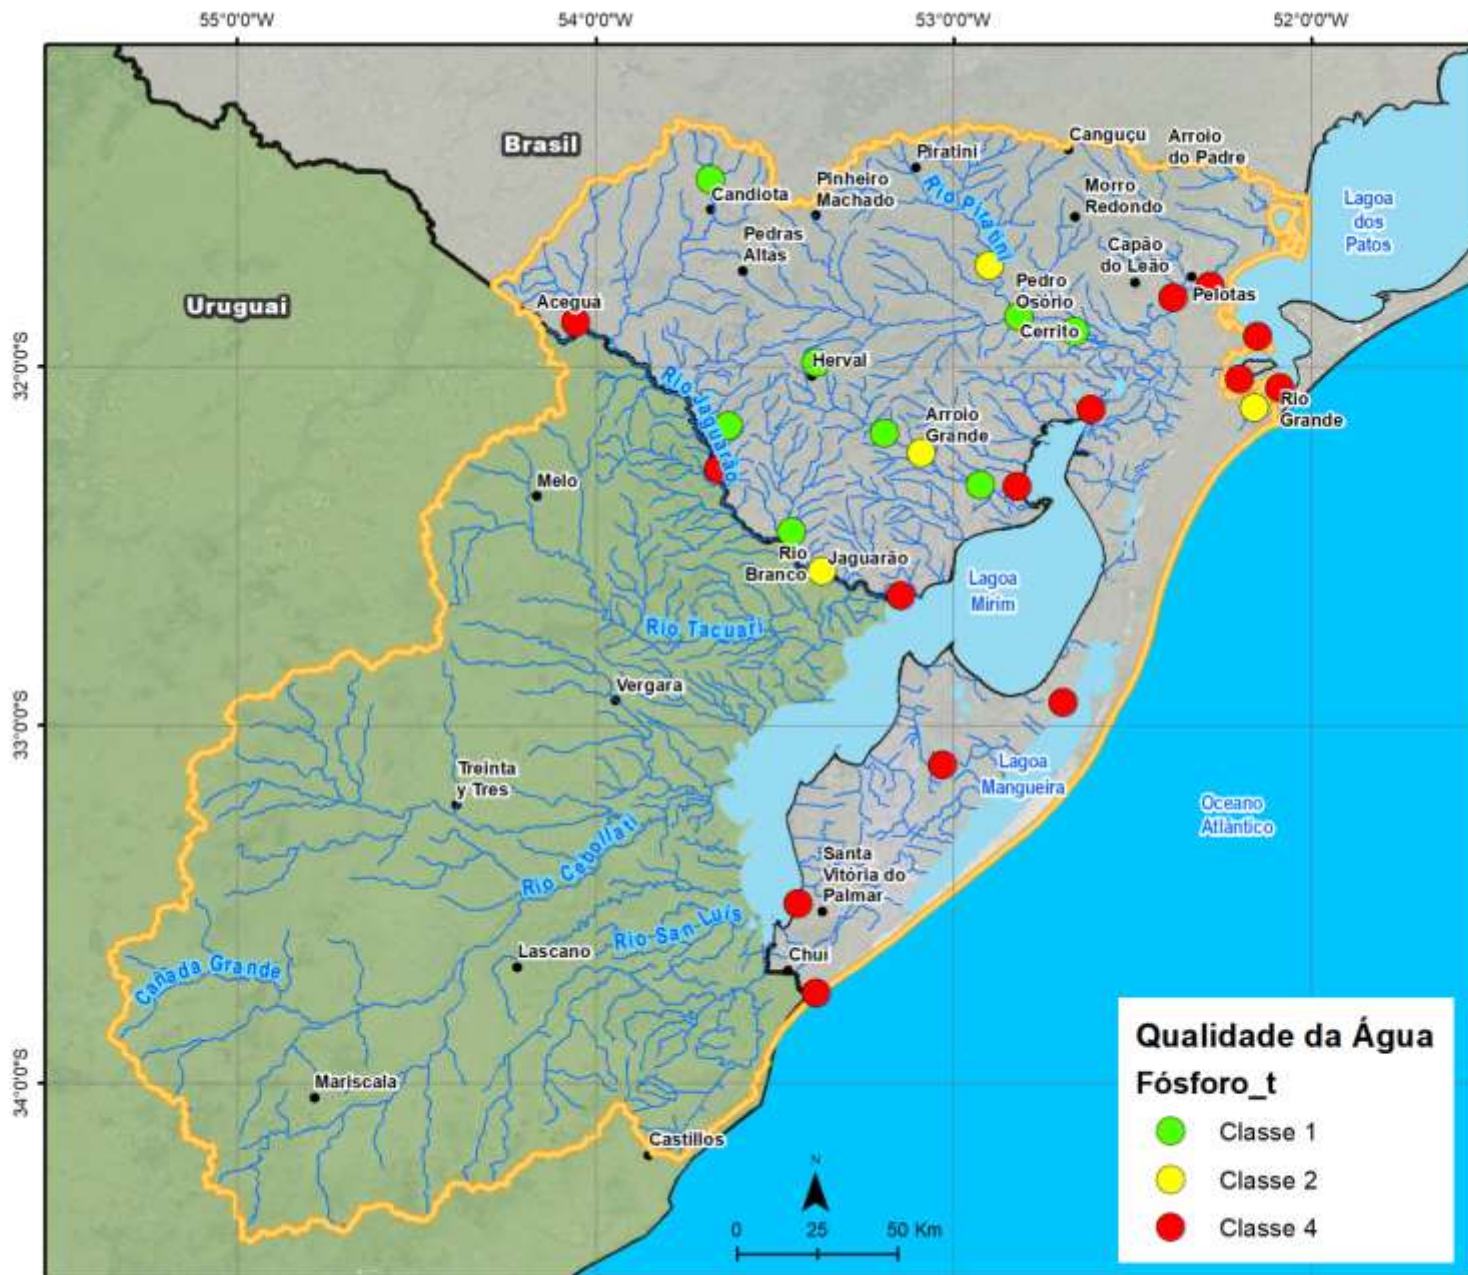 55°0'0"W
54°0'0"W
53°0'0"W
52°0'0"W
Brasil
Canguçu
Arroio
do Padre
Piratini
Candiota
Pinheiro
Machado
Rio Piratini
Morro
Redondo
Lagoa
dos
Patos
Pedras
Altas
Capão
do Leão
Uruguai
Aceguá
Pedro
Osório
Pelotas
Cerrito
32°0'0"S
Herval
Rio Jaguarão
Arroio
Grande
Rio
Grande
Melo
Rio
Branco
Jaguarão
Lagoa
Mirim
Rio Tacuarí
Vergara
33°0'0"S
Treinta
y Tres
Lagoa
Mangueira
Oceano
Atlântico
Rio Cebollatí
Santa
Vitória do
Palmar
Rio San Luís
Lascano
Chuí
Cañada Grande
34°0'0"S
Mariscala
Castillos
N
0 25 50 Km
Qualidade da Água
Fósforo_t
Classe 1
Classe 2
Classe 4